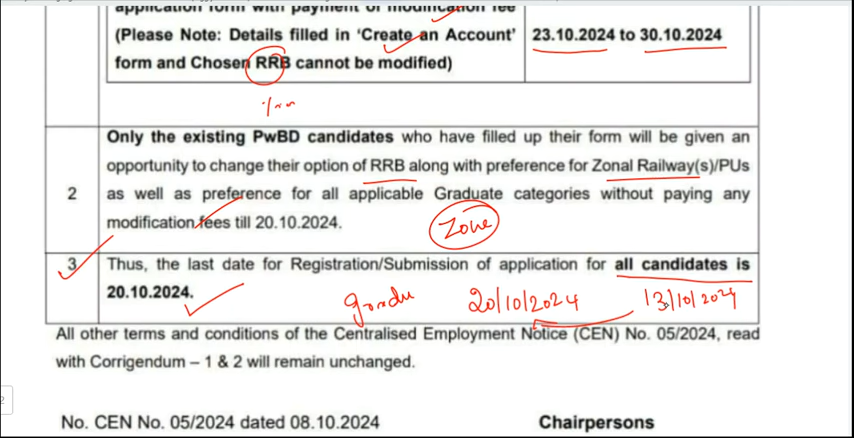 application form with payment of modification fee
(Please Note: Details filled in ‘Create an Account’
form and Chosen RRB cannot be modified)
23.10.2024 to 30.10.2024
2
Only the existing PwBD candidates who have filled up their form will be given an
opportunity to change their option of RRB along with preference for Zonal Railway(s)/PUs
as well as preference for all applicable Graduate categories without paying any
modification fees till 20.10.2024.
Zone
3
Thus, the last date for Registration/Submission of application for all candidates is
20.10.2024.
20/10/2024
13/10/2024
All other terms and conditions of the Centralised Employment Notice (CEN) No. 05/2024, read
with Corrigendum – 1 & 2 will remain unchanged.
No. CEN No. 05/2024 dated 08.10.2024
Chairpersons